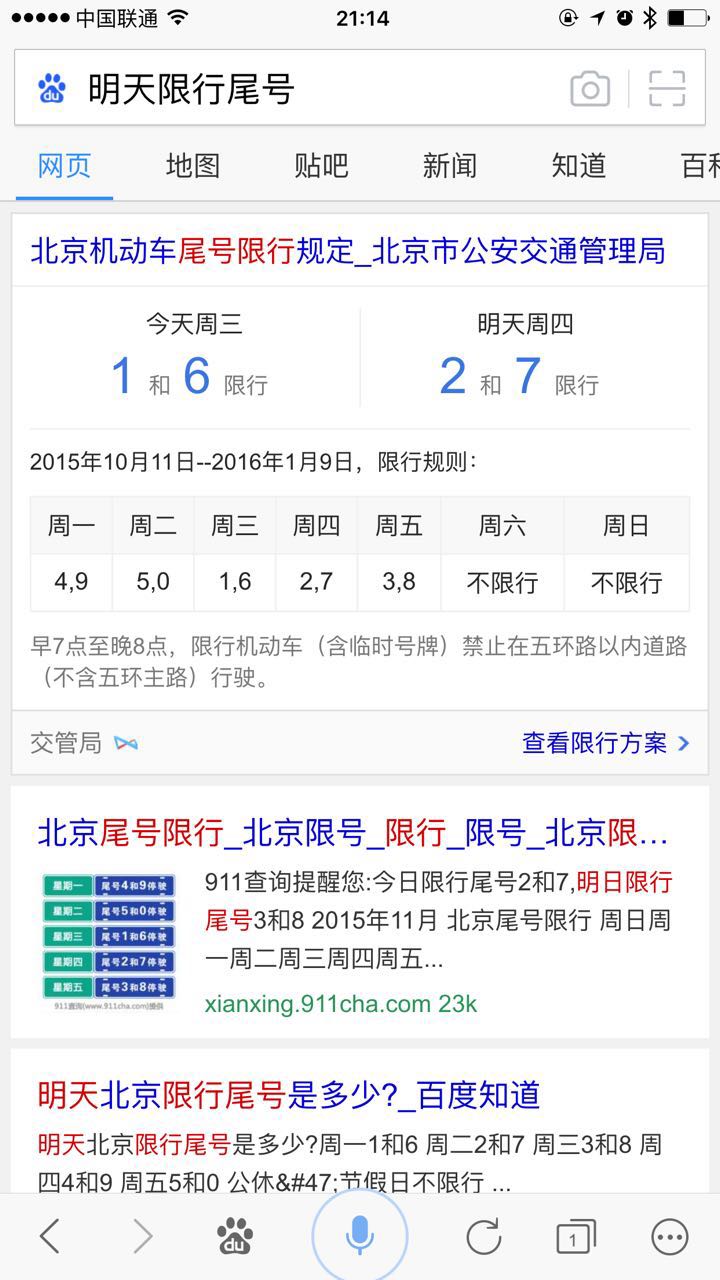 中国联通 21:14
du 明天限行尾号
网页 地图 贴吧 新闻 知道 百科
北京机动车尾号限行规定_北京市公安交通管理局
今天周三 明天周四
1 和 6 限行 2 和 7 限行
2015年10月11日--2016年1月9日，限行规则：
周一 周二 周三 周四 周五 周六 周日
4,9 5,0 1,6 2,7 3,8 不限行 不限行
早7点至晚8点，限行机动车（含临时号牌）禁止在五环路以内道路
（不含五环主路）行驶。
交管局 查看限行方案
北京尾号限行_北京限号_限行_限号_北京限...
星期一 尾号4和9停驶
星期二 尾号5和0停驶
星期三 尾号1和6停驶
星期四 尾号2和7停驶
星期五 尾号3和8停驶
911查询(www.911cha.com)提供
911查询提醒您:今日限行尾号2和7,明日限行
尾号3和8 2015年11月 北京尾号限行 周日周
一周二周三周四周五...
xianxing.911cha.com 23k
明天北京限行尾号是多少?_百度知道
明天北京限行尾号是多少?周一1和6 周二2和7 周三3和8 周
四4和9 周五5和0 公休&#47;节假日不限行 ...
du 1